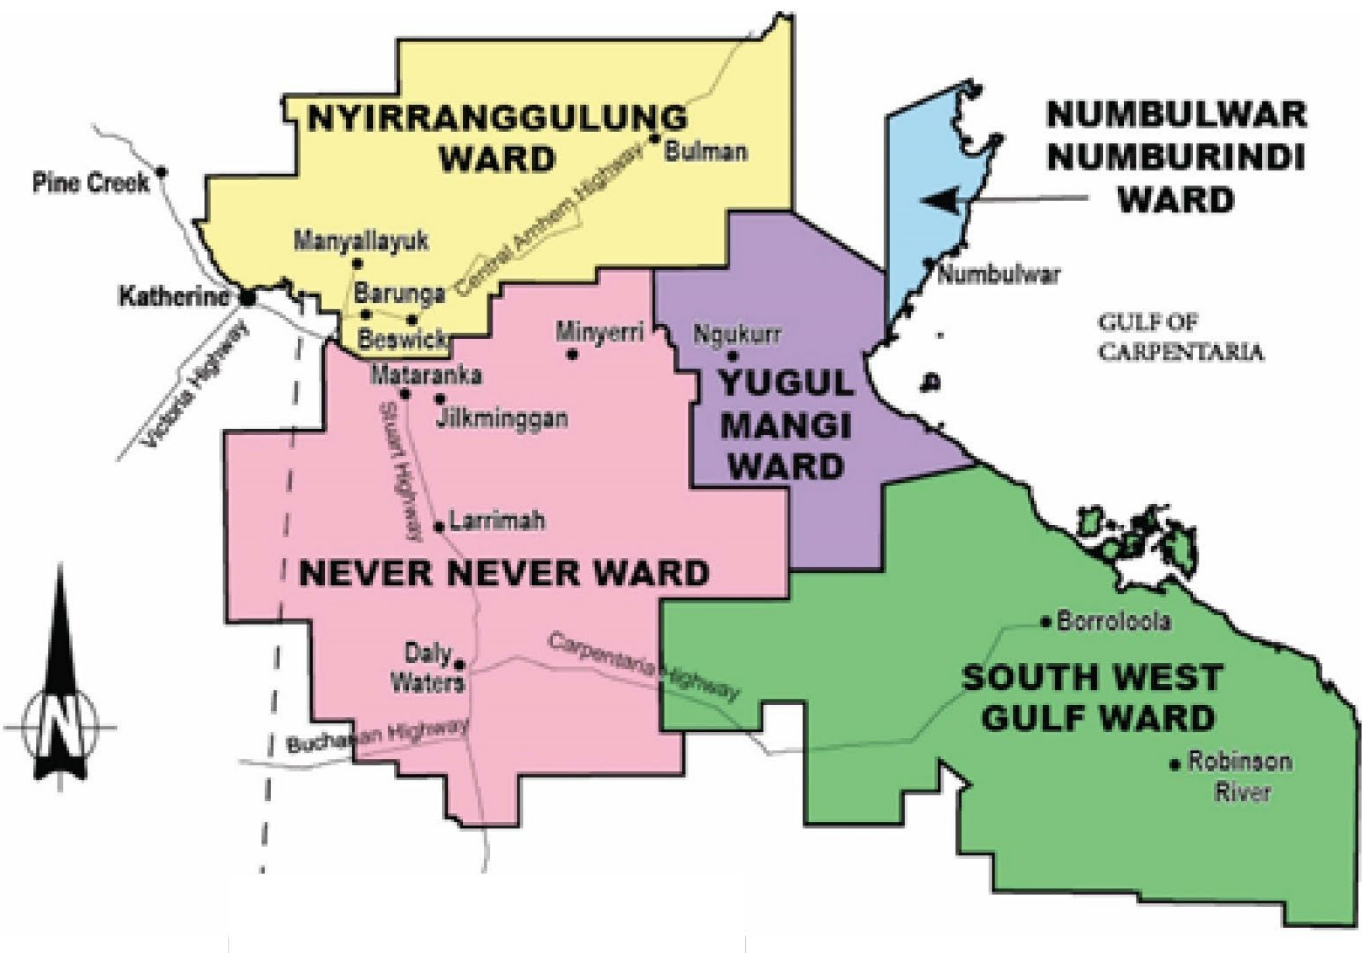 NYIRRANGGULUNG
WARD
Bulman
NUMBULWAR
NUMBURINDI
WARD
Pine Creek
Central Arnhem Highway
Manyallayuk
Katherine
Barunga
Beswick
Numbulwar
GULF OF
CARPENTARIA
Victoria Highway
Minyerri
Ngukurr
YUGUL
MANGI
WARD
Mataranka
Jilkminggan
Stuart Highway
Larrimah
NEVER NEVER WARD
Daly
Waters
Carpentaria Highway
Buchanan Highway
Borroloola
SOUTH WEST
GULF WARD
Robinson
River
N